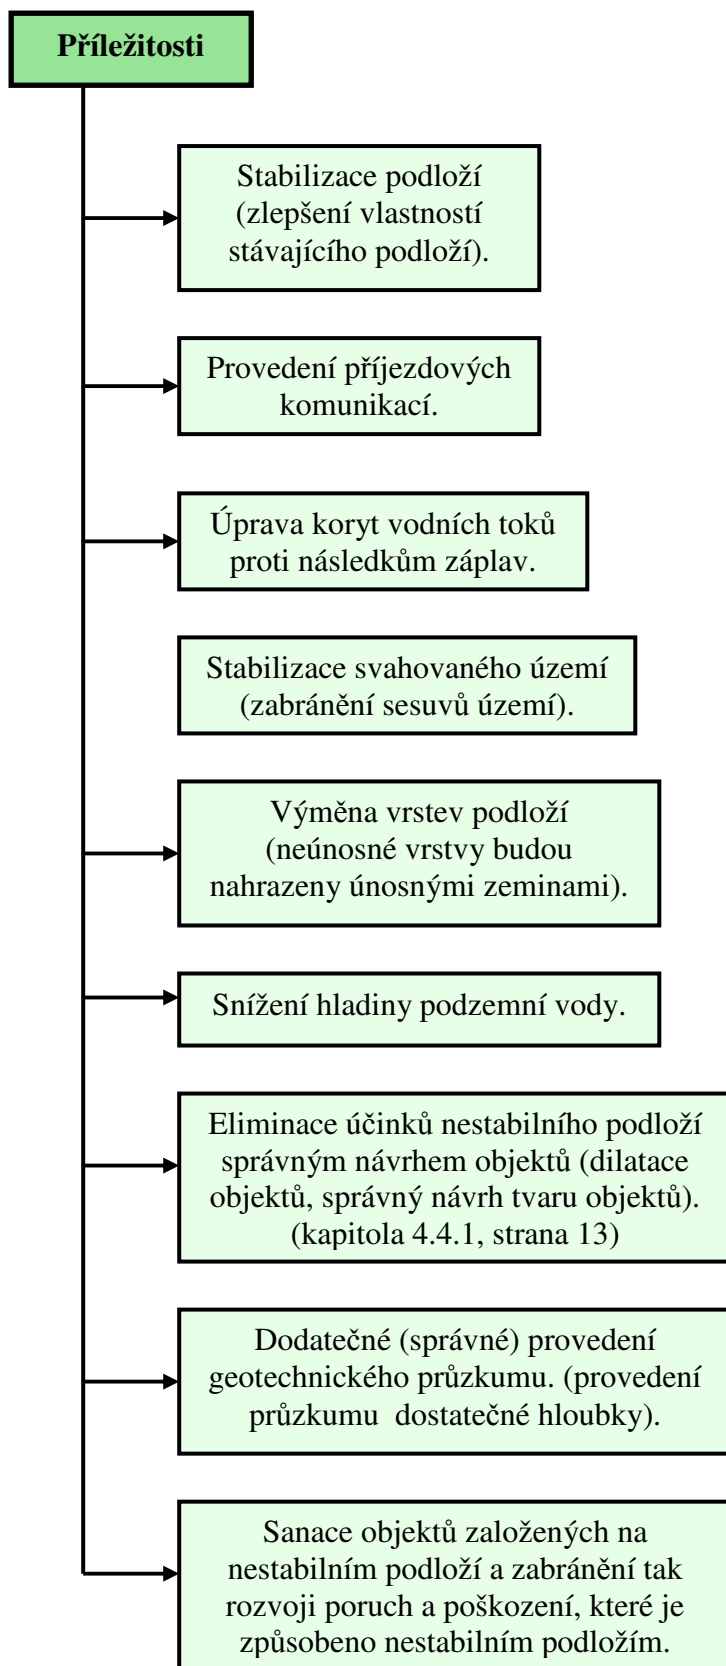 Příležitosti
Stabilizace podloží
(zlepšení vlastností
stávajícího podloží).
Provedení příjezdových
komunikací.
Úprava koryt vodních toků
proti následkům záplav.
Stabilizace svahovaného území
(zabránění sesuvů území).
Výměna vrstev podloží
(neúnosné vrstvy budou
nahrazeny únosnými zeminami).
Snížení hladiny podzemní vody.
Eliminace účinků nestabilního podloží
správným návrhem objektů (dilatace
objektů, správný návrh tvaru objektů).
(kapitola 4.4.1, strana 13)
Dodatečné (správné) provedení
geotechnického průzkumu. (provedení
průzkumu  dostatečné hloubky).
Sanace objektů založených na
nestabilním podloží a zabránění tak
rozvoji poruch a poškození, které je
způsobeno nestabilním podložím.